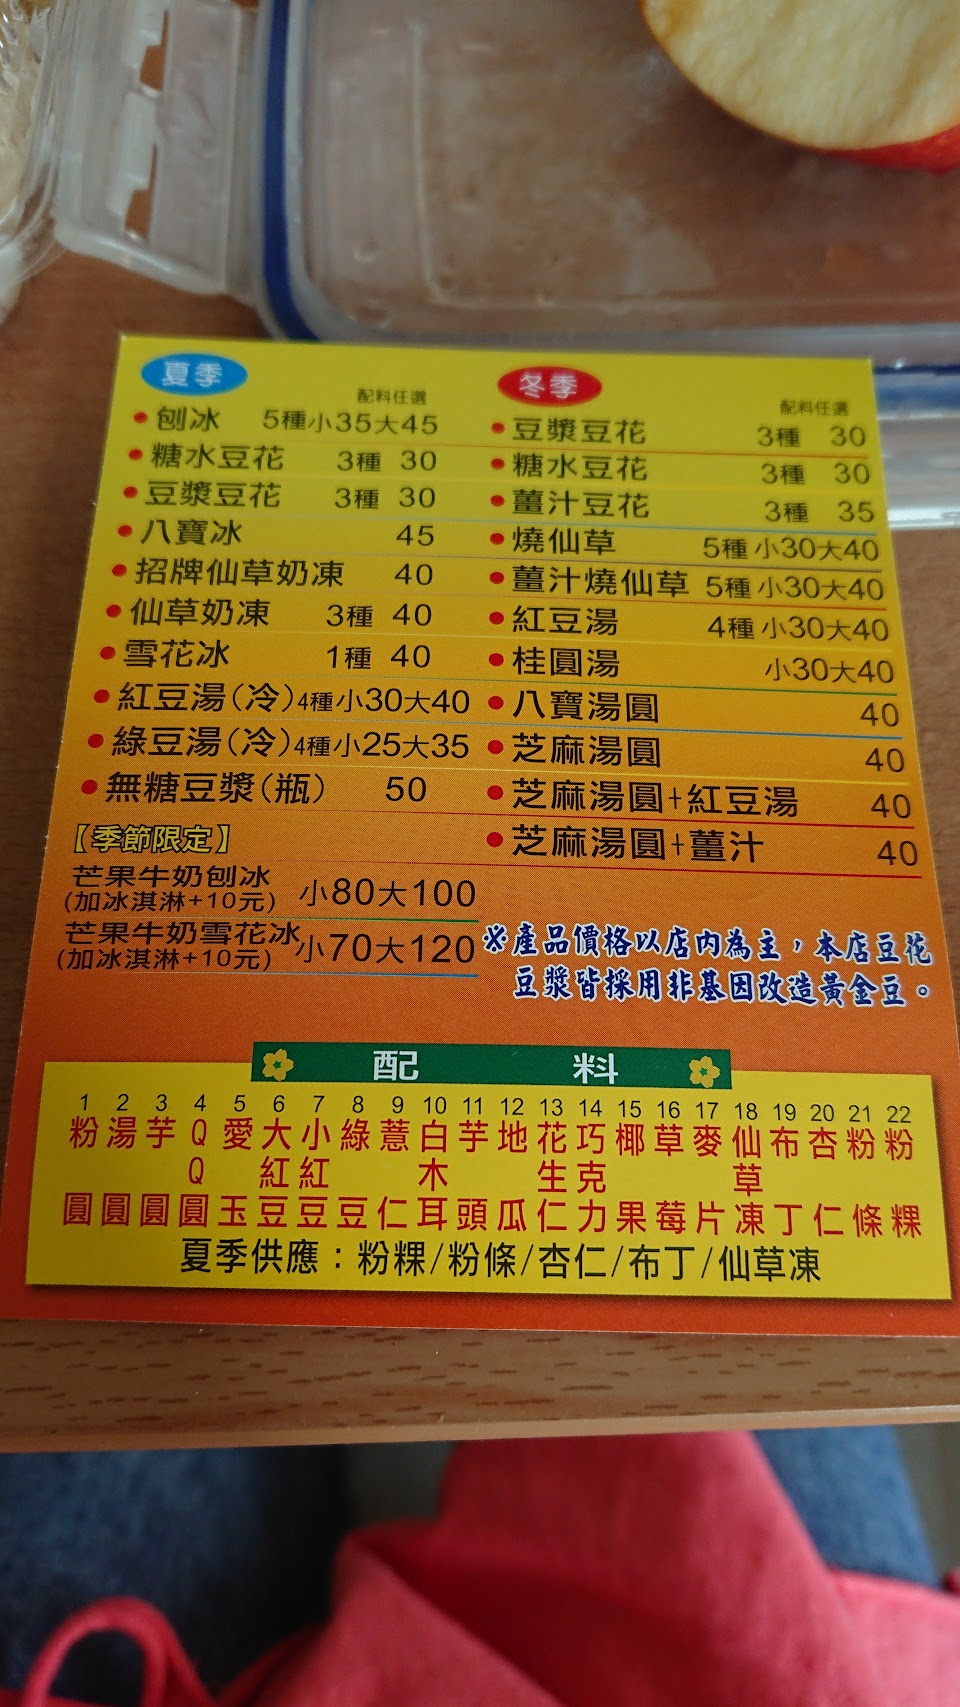 夏季
配料任選
刨冰 5種小35大45
糖水豆花 3種 30
豆漿豆花 3種 30
八寶冰 45
招牌仙草奶凍 40
仙草奶凍 3種 40
雪花冰 1種 40
紅豆湯(冷)4種小30大40
綠豆湯(冷)4種小25大35
無糖豆漿(瓶) 50
【季節限定】
芒果牛奶刨冰 小80大100
(加冰淇淋+10元)
芒果牛奶雪花冰 小70大120
(加冰淇淋+10元)
冬季
配料任選
豆漿豆花 3種 30
糖水豆花 3種 30
薑汁豆花 3種 35
燒仙草 5種 小30大40
薑汁燒仙草 5種 小30大40
紅豆湯 4種 小30大40
桂圓湯 小30大40
八寶湯圓 40
芝麻湯圓 40
芝麻湯圓+紅豆湯 40
芝麻湯圓+薑汁 40
※產品價格以店內為主，本店豆花
豆漿皆採用非基因改造黃金豆。
配料
1 粉圓
2 湯圓
3 芋圓
4 QQ圓
5 愛玉
6 大紅豆
7 小紅豆
8 綠豆
9 薏仁
10 白木耳
11 芋頭
12 地瓜
13 花生仁
14 巧克力
15 椰果
16 草莓
17 麥片
18 仙草凍
19 布丁
20 杏仁
21 粉條
22 粉粿
夏季供應：粉粿/粉條/杏仁/布丁/仙草凍